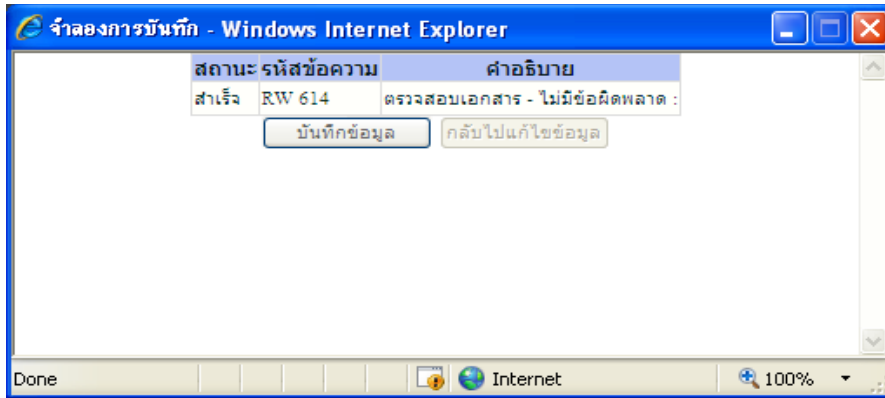 จำลองการบันทึก - Windows Internet Explorer
สถานะ รหัสข้อความ คำอธิบาย
สำเร็จ RW 614 ตรวจสอบเอกสาร - ไม่มีข้อผิดพลาด :
บันทึกข้อมูล กลับไปแก้ไขข้อมูล
Done Internet 100%